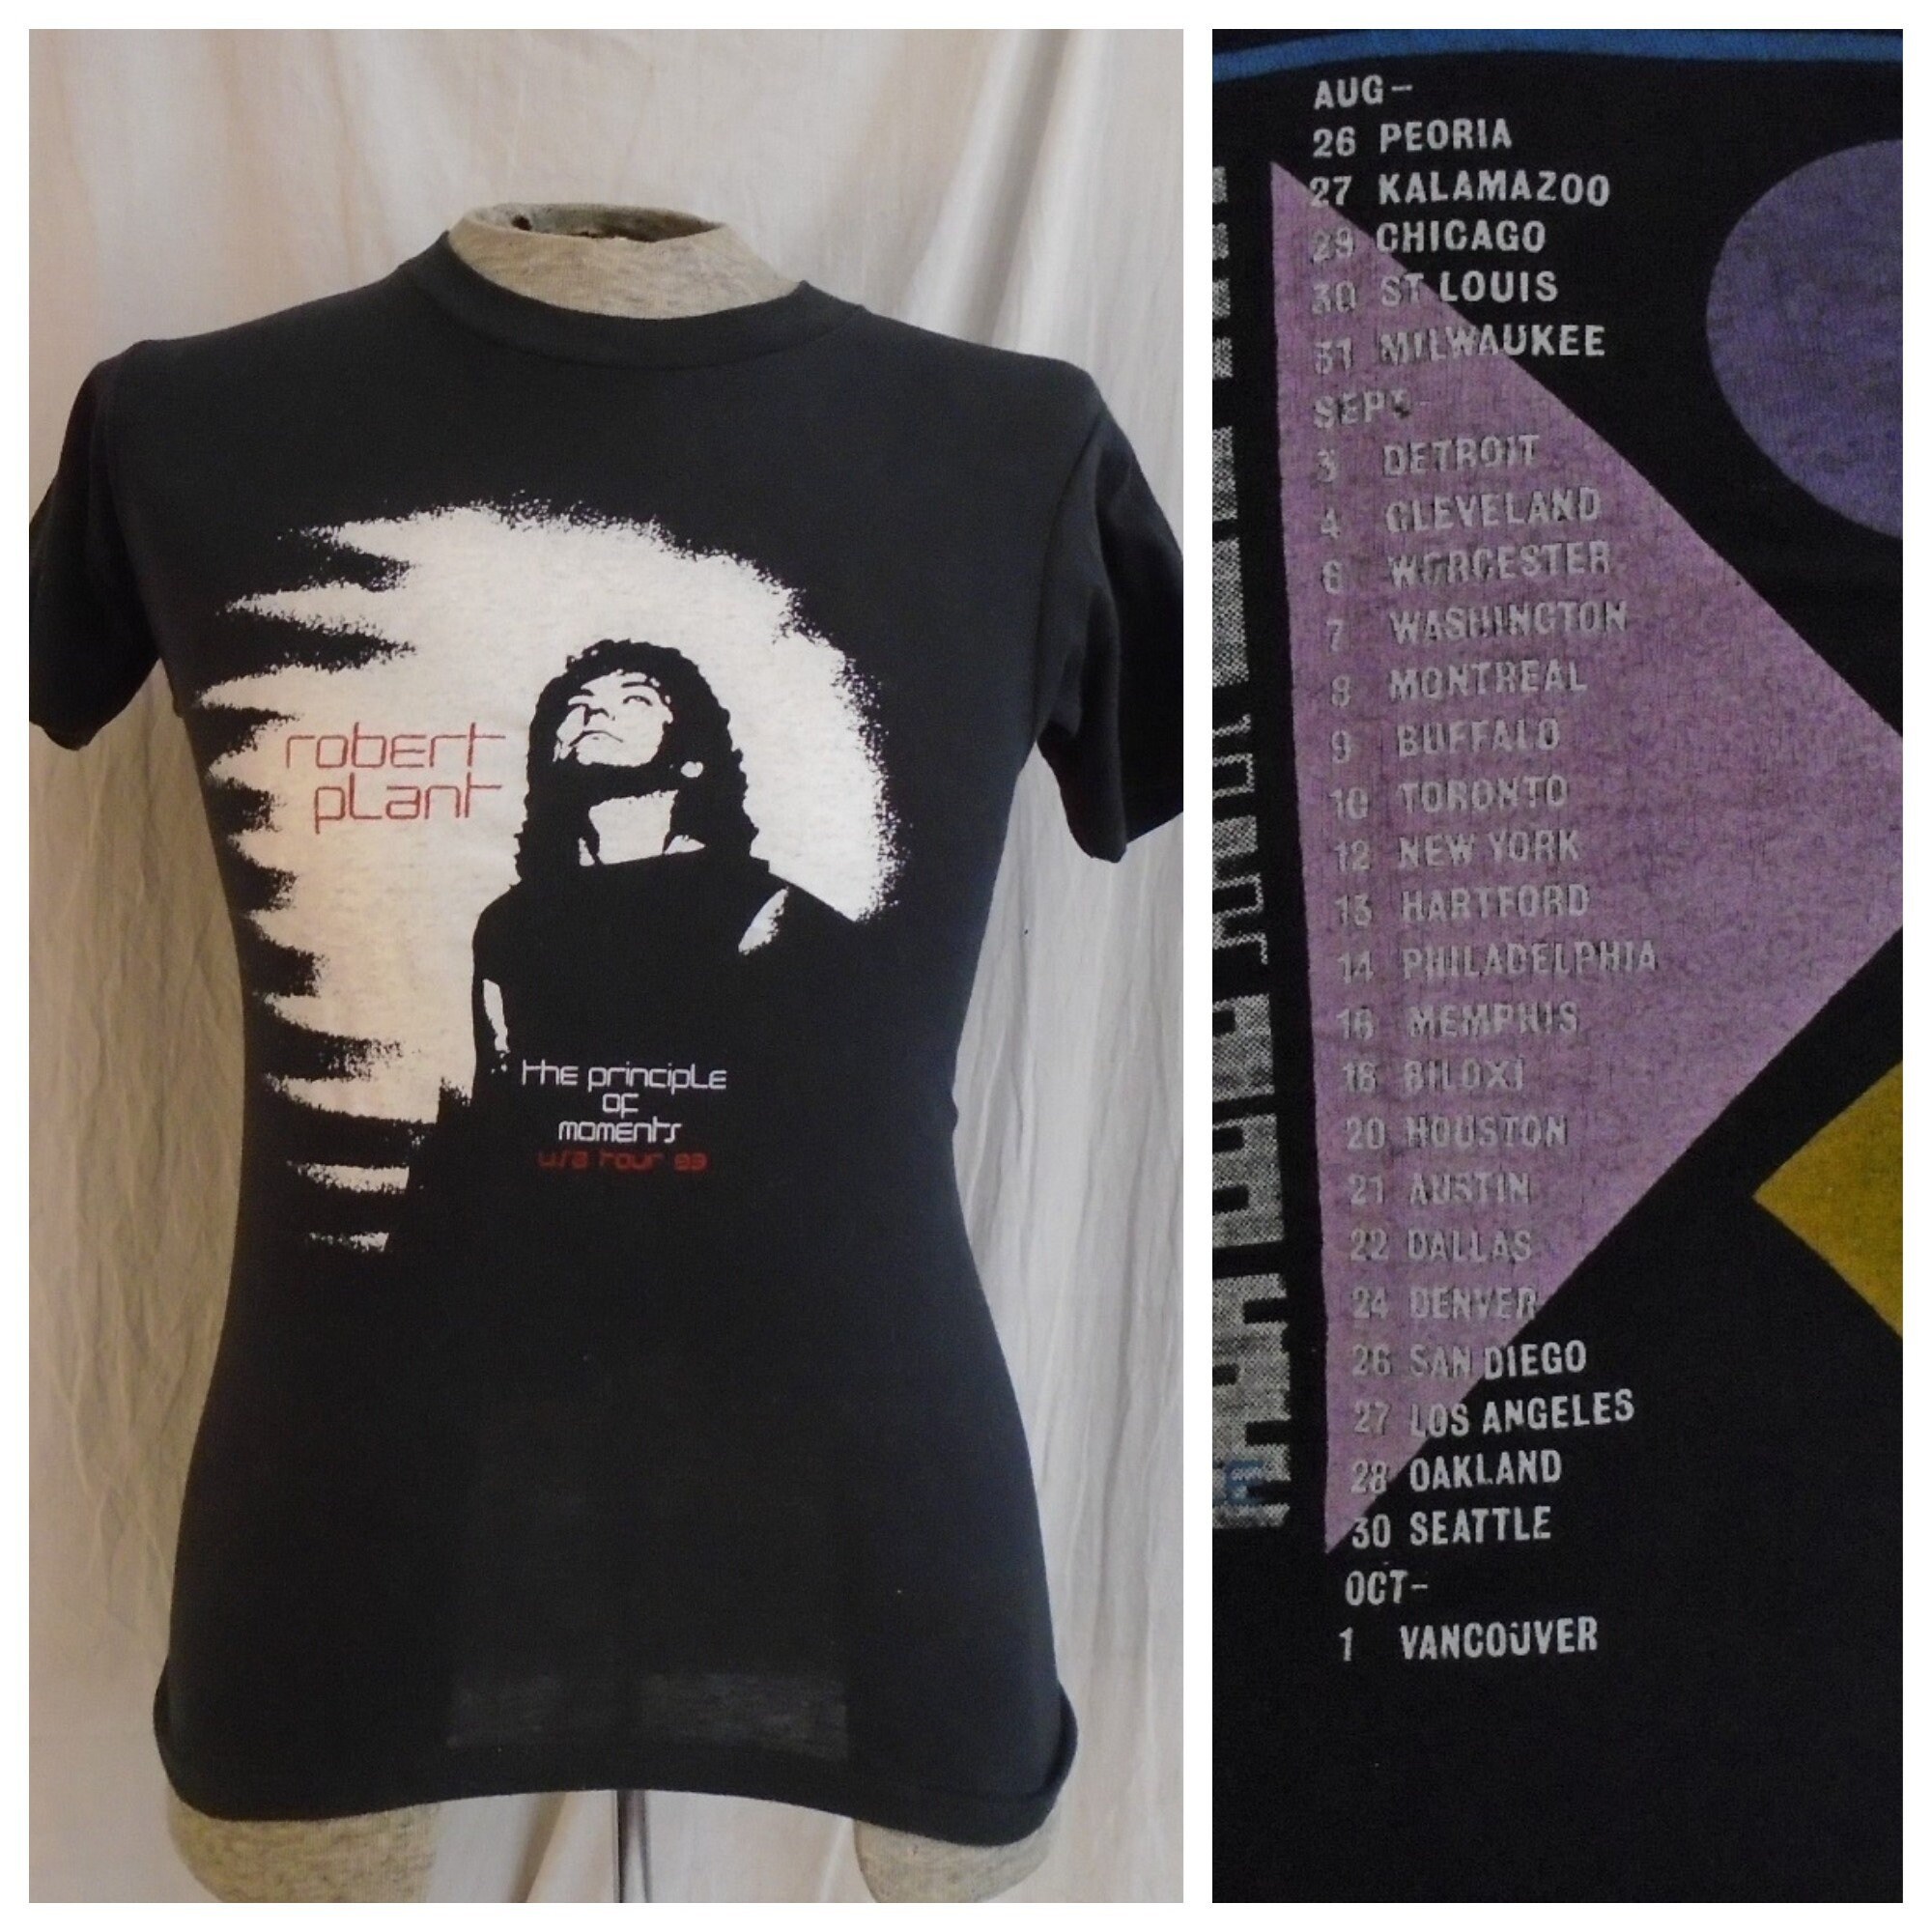 robert
plant
the principle
of
moments
usa tour 83
AUG-
26 PEORIA
27 KALAMAZOO
29 CHICAGO
30 ST LOUIS
31 MILWAUKEE
SEPT-
3 DETROIT
4 CLEVELAND
6 WORCESTER
7 WASHINGTON
8 MONTREAL
9 BUFFALO
10 TORONTO
12 NEW YORK
13 HARTFORD
14 PHILADELPHIA
16 MEMPHIS
18 BILOXI
20 HOUSTON
21 AUSTIN
22 DALLAS
24 DENVER
26 SAN DIEGO
27 LOS ANGELES
28 OAKLAND
30 SEATTLE
OCT-
1 VANCOUVER